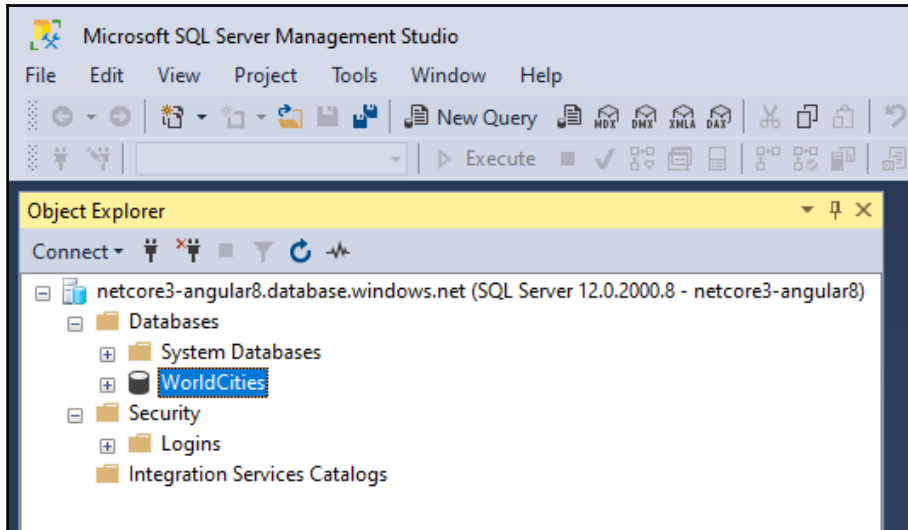 Microsoft SQL Server Management Studio
File Edit View Project Tools Window Help
New Query MDX DMX XMLA DAX
Execute
Object Explorer
Connect
netcore3-angular8.database.windows.net (SQL Server 12.0.2000.8 - netcore3-angular8)
Databases
System Databases
WorldCities
Security
Logins
Integration Services Catalogs